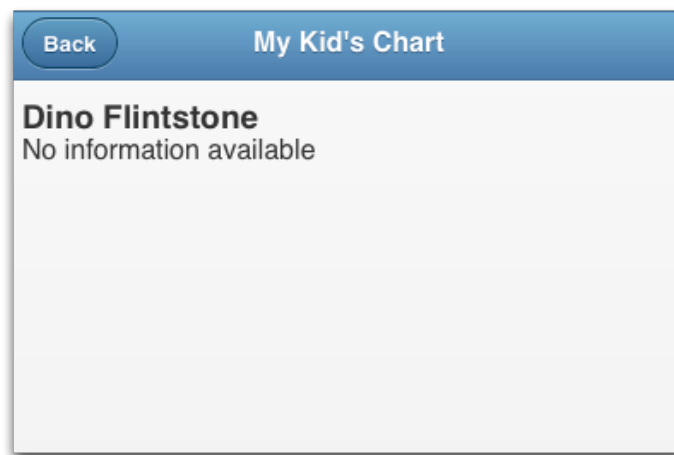 Back
My Kid's Chart
Dino Flintstone
No information available